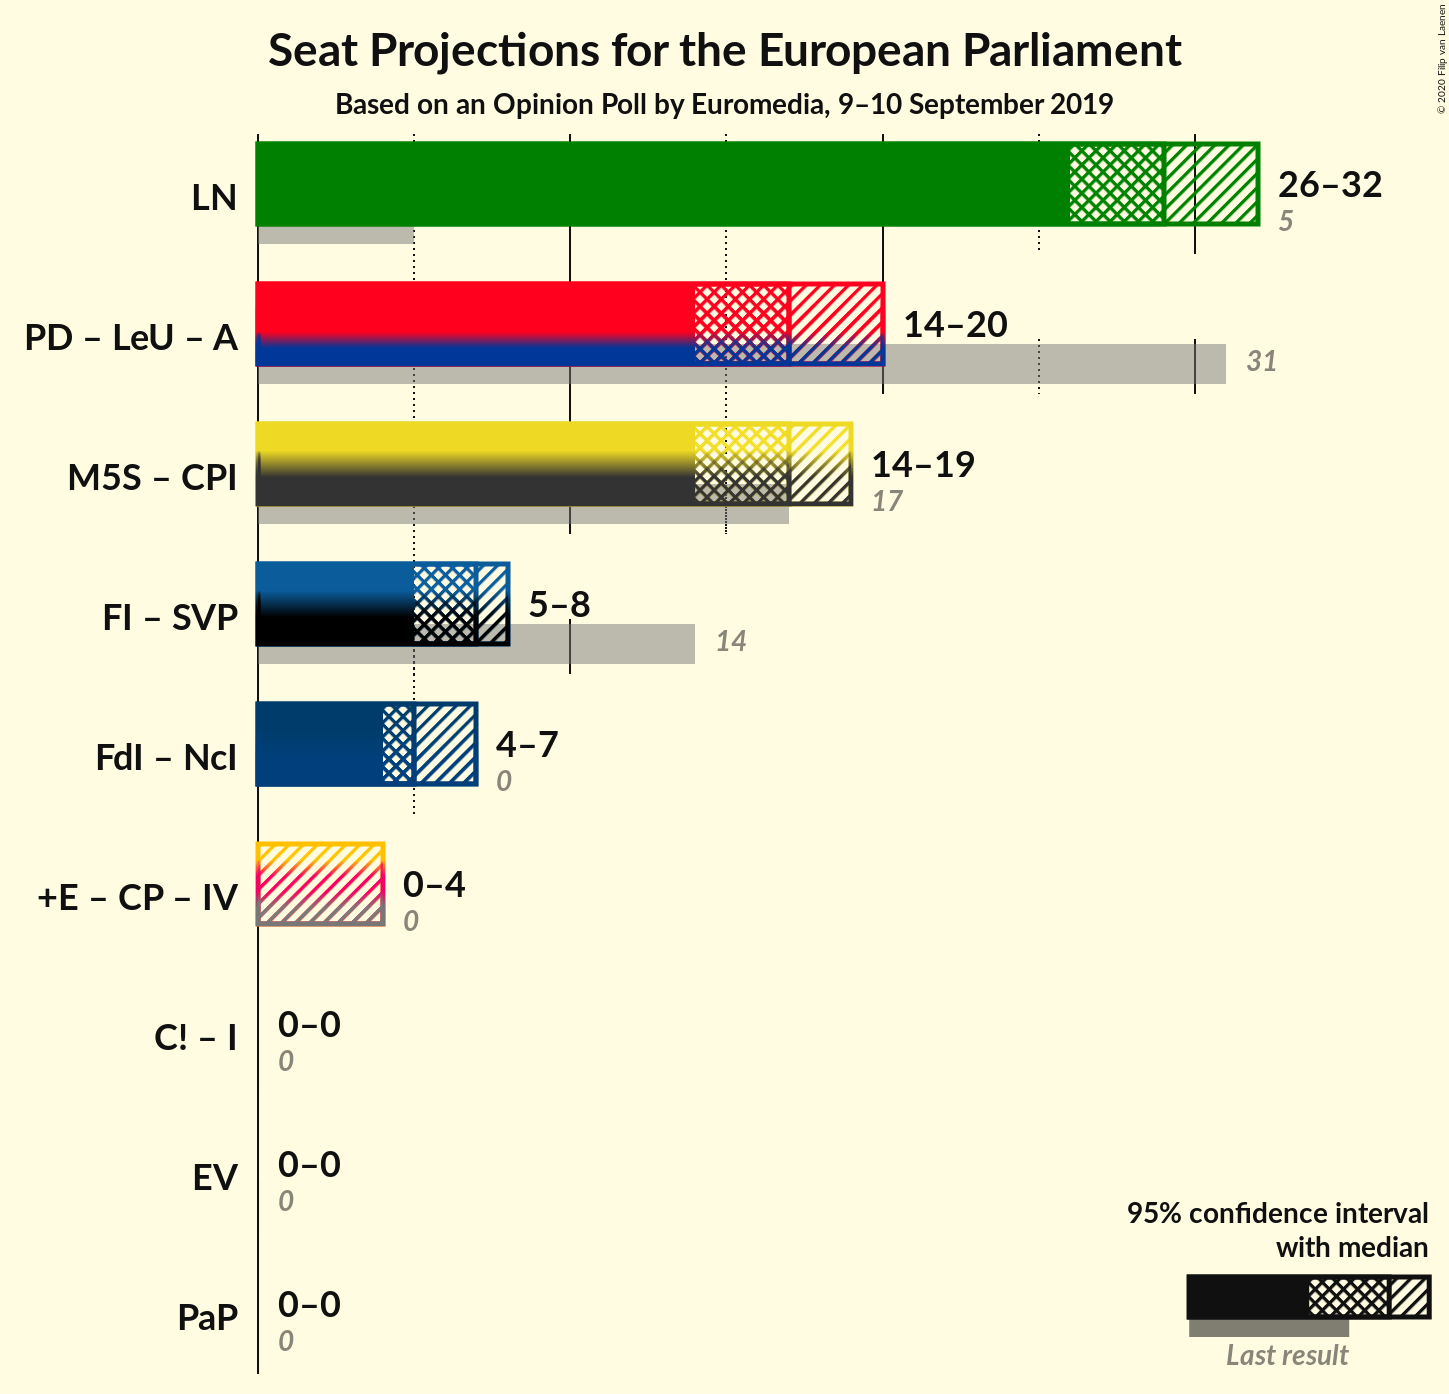 Seat Projections for the European Parliament
Based on an Opinion Poll by Euromedia, 9–10 September 2019
© 2020 Filip van Laenen
LN
26–32
5
PD – LeU – A
14–20
31
M5S – CPI
14–19
17
FI – SVP
5–8
14
FdI – NcI
4–7
0
+E – CP – IV
0–4
0
C! – I
0–0
0
EV
0–0
0
PaP
0–0
0
95% confidence interval
with median
Last result